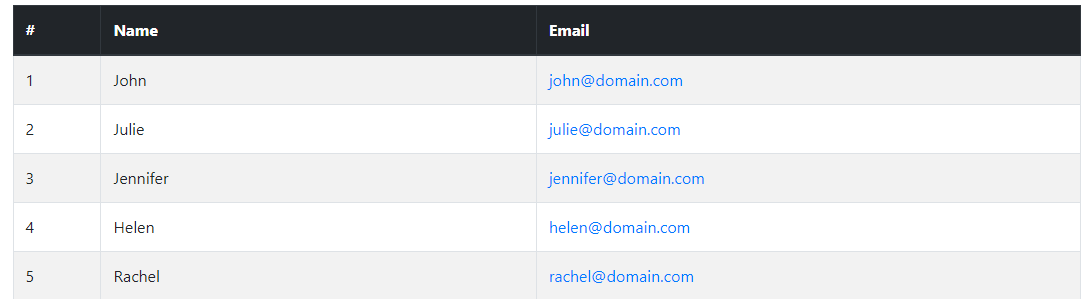 # Name Email
1 John john@domain.com
2 Julie julie@domain.com
3 Jennifer jennifer@domain.com
4 Helen helen@domain.com
5 Rachel rachel@domain.com